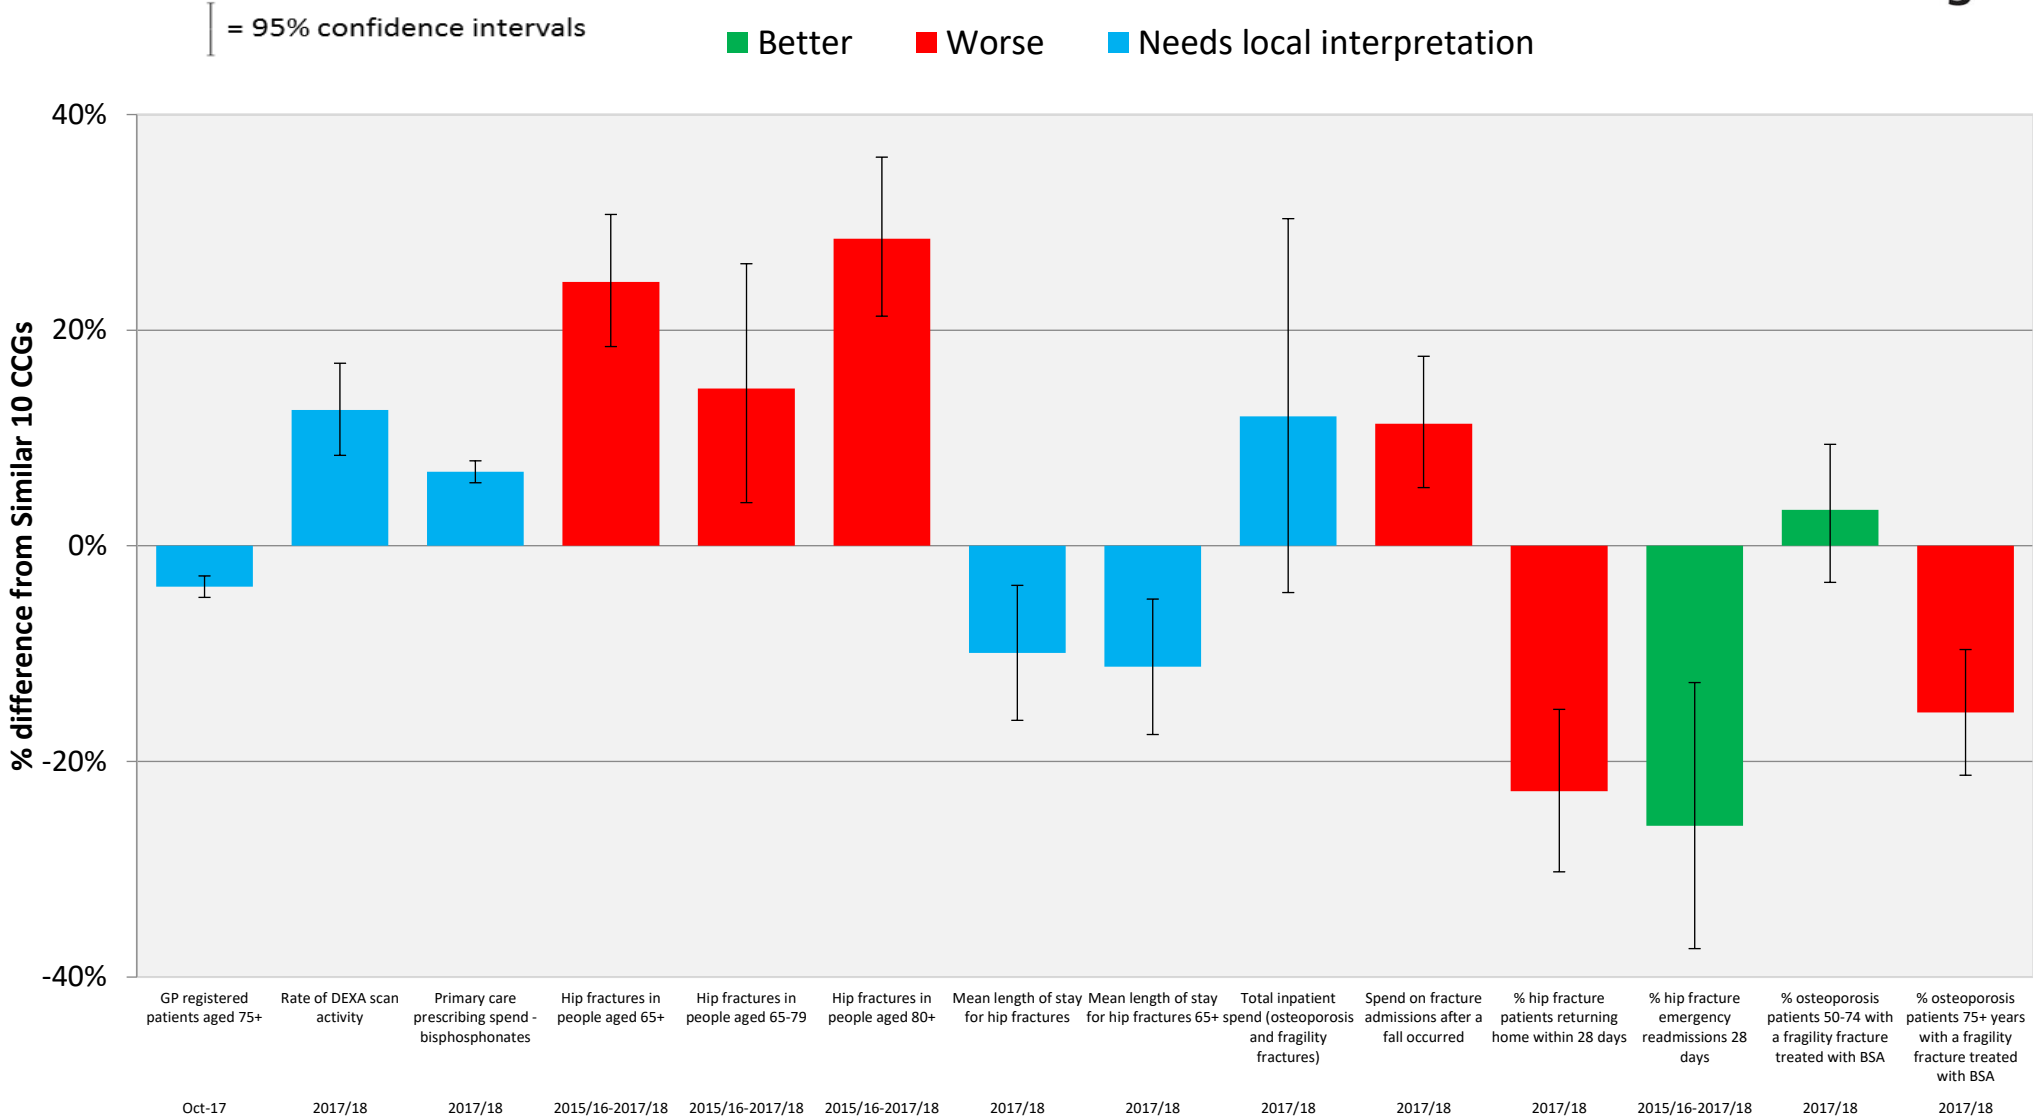 = 95% confidence intervals
Better Worse Needs local interpretation
% difference from Similar 10 CCGs
40%
20%
0%
-20%
-40%
GP registered
patients aged 75+
Oct-17
Rate of DEXA scan
activity
2017/18
Primary care
prescribing spend -
bisphosphonates
2017/18
Hip fractures in
people aged 65+
2015/16-2017/18
Hip fractures in
people aged 65-79
2015/16-2017/18
Hip fractures in
people aged 80+
2015/16-2017/18
Mean length of stay
for hip fractures
2017/18
Mean length of stay
for hip fractures 65+
2017/18
Total inpatient
spend (osteoporosis
and fragility
fractures)
2017/18
Spend on fracture
admissions after a
fall occurred
2017/18
% hip fracture
patients returning
home within 28 days
2017/18
% hip fracture
emergency
readmissions 28
days
2015/16-2017/18
% osteoporosis
patients 50-74 with
a fragility fracture
treated with BSA
2017/18
% osteoporosis
patients 75+ years
with a fragility
fracture treated
with BSA
2017/18